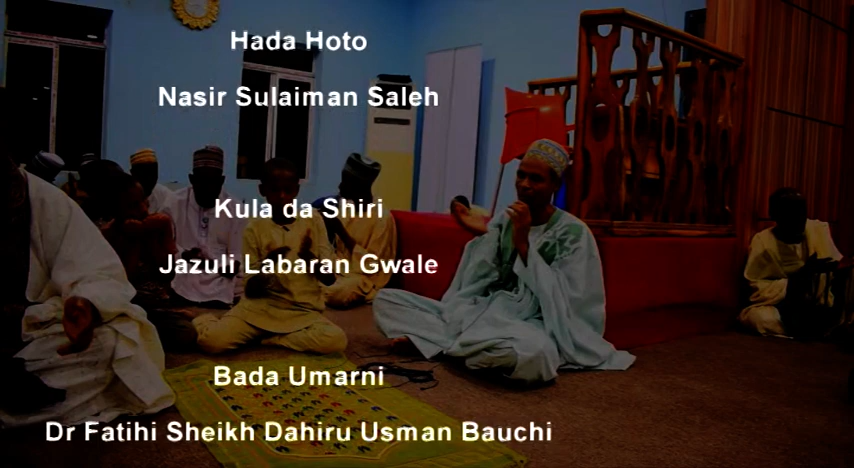 Hada Hoto
Nasir Sulaiman Saleh
Kula da Shiri
Jazuli Labaran Gwale
Bada Umarni
Dr Fatihi Sheikh Dahiru Usman Bauchi